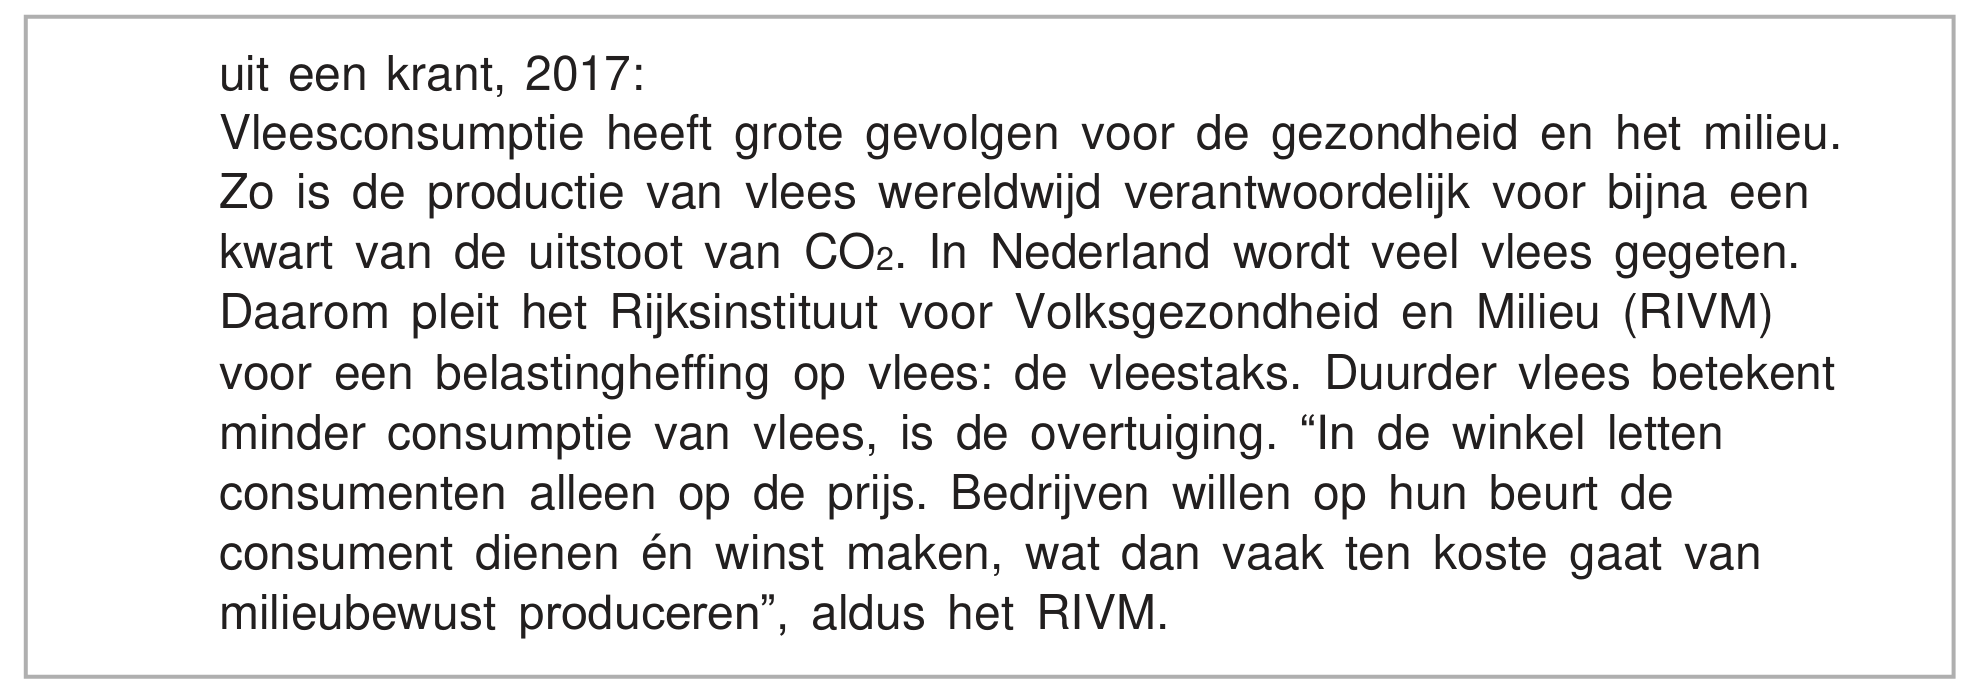 uit een krant, 2017:
Vleesconsumptie heeft grote gevolgen voor de gezondheid en het milieu.
Zo is de productie van vlees wereldwijd verantwoordelijk voor bijna een
kwart van de uitstoot van CO₂. In Nederland wordt veel vlees gegeten.
Daarom pleit het Rijksinstituut voor Volksgezondheid en Milieu (RIVM)
voor een belastingheffing op vlees: de vleestaks. Duurder vlees betekent
minder consumptie van vlees, is de overtuiging. “In de winkel letten
consumenten alleen op de prijs. Bedrijven willen op hun beurt de
consument dienen én winst maken, wat dan vaak ten koste gaat van
milieubewust produceren”, aldus het RIVM.